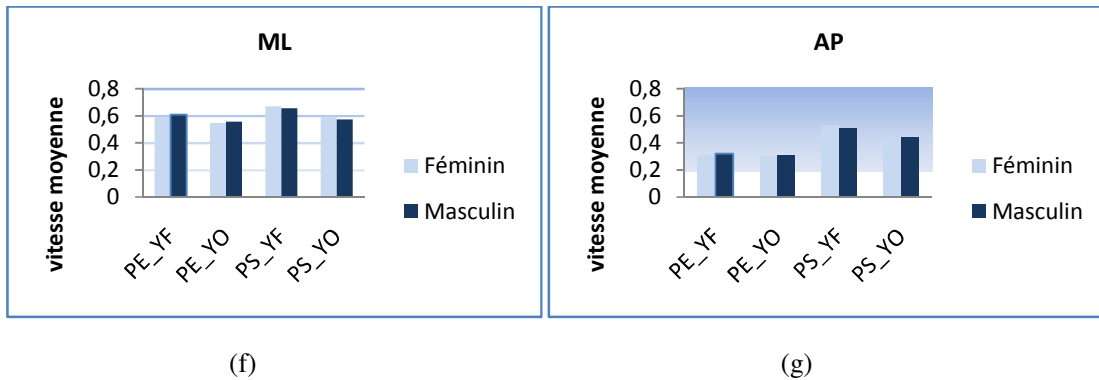 ML
vitesse moyenne
0,8
0,6
0,4
0,2
0
PE_YF
PE_YO
PS_YF
PS_YO
Féminin
Masculin
(f)
AP
vitesse moyenne
0,8
0,6
0,4
0,2
0
PE_YF
PE_YO
PS_YF
PS_YO
Féminin
Masculin
(g)